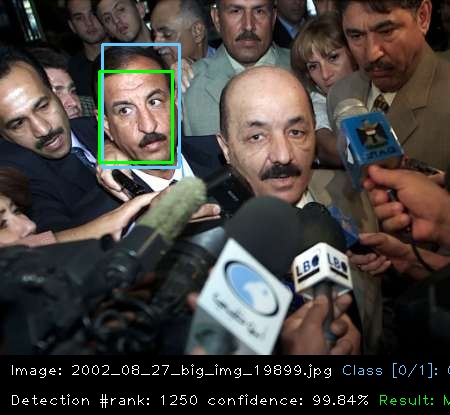 LBC
LBC
Image: 2002_08_27_big_img_19899.jpg Class [0/1]:
Detection #rank: 1250 confidence: 99.84% Result: